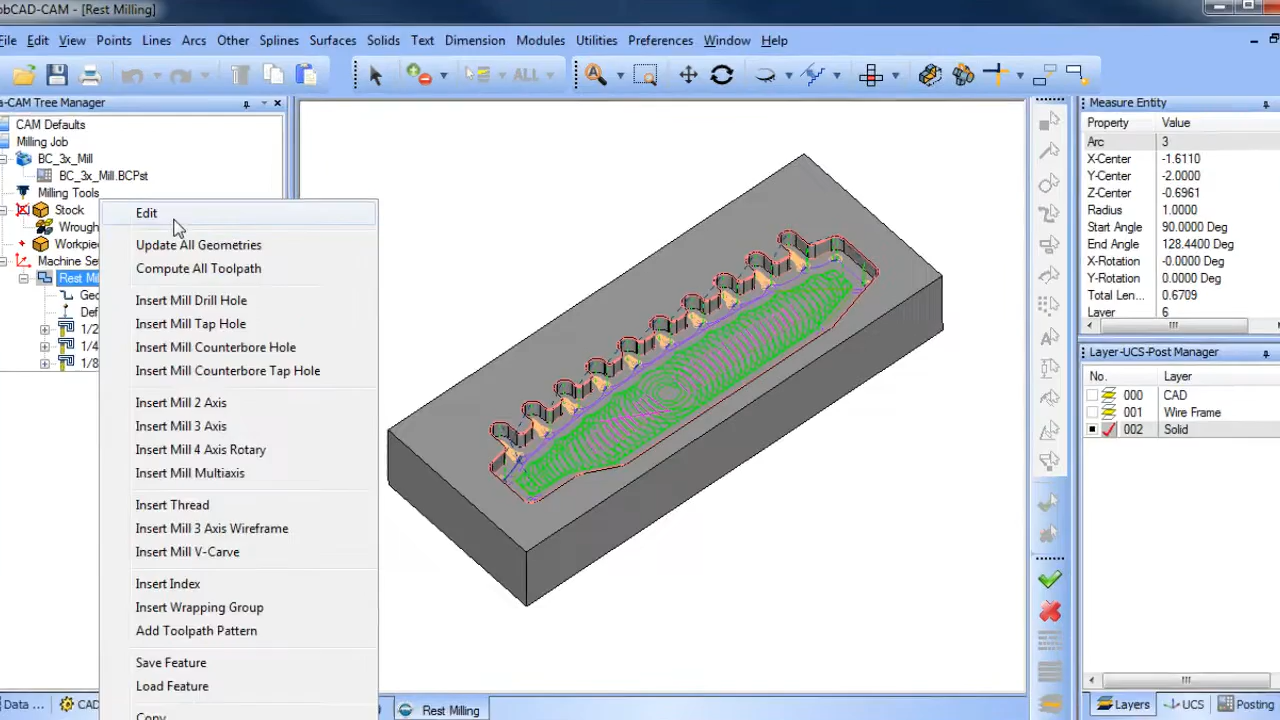 obCAD-CAM - [Rest Milling]
File Edit View Points Lines Arcs Other Splines Surfaces Solids Text Dimension Modules Utilities Preferences Window Help
ALL
a-CAM Tree Manager
CAM Defaults
Milling Job
BC_3x_Mill
BC_3x_Mill.BCPst
Milling Tools
Stock
Wrough
Workpie
Machine Se
Rest Mil
Geo
Def
1/2
1/4
1/8
Edit
Update All Geometries
Compute All Toolpath
Insert Mill Drill Hole
Insert Mill Tap Hole
Insert Mill Counterbore Hole
Insert Mill Counterbore Tap Hole
Insert Mill 2 Axis
Insert Mill 3 Axis
Insert Mill 4 Axis Rotary
Insert Mill Multiaxis
Insert Thread
Insert Mill 3 Axis Wireframe
Insert Mill V-Carve
Insert Index
Insert Wrapping Group
Add Toolpath Pattern
Save Feature
Load Feature
Copy
Data ... CAD
Rest Milling
Measure Entity
Property Value
Arc 3
X-Center -1.6110
Y-Center -2.0000
Z-Center -0.6961
Radius 1.0000
Start Angle 90.0000 Deg
End Angle 128.4400 Deg
X-Rotation -0.0000 Deg
Y-Rotation 0.0000 Deg
Total Len... 0.6709
Layer 6
Layer-UCS-Post Manager
No. Layer
000 CAD
001 Wire Frame
002 Solid
Layers UCS Posting